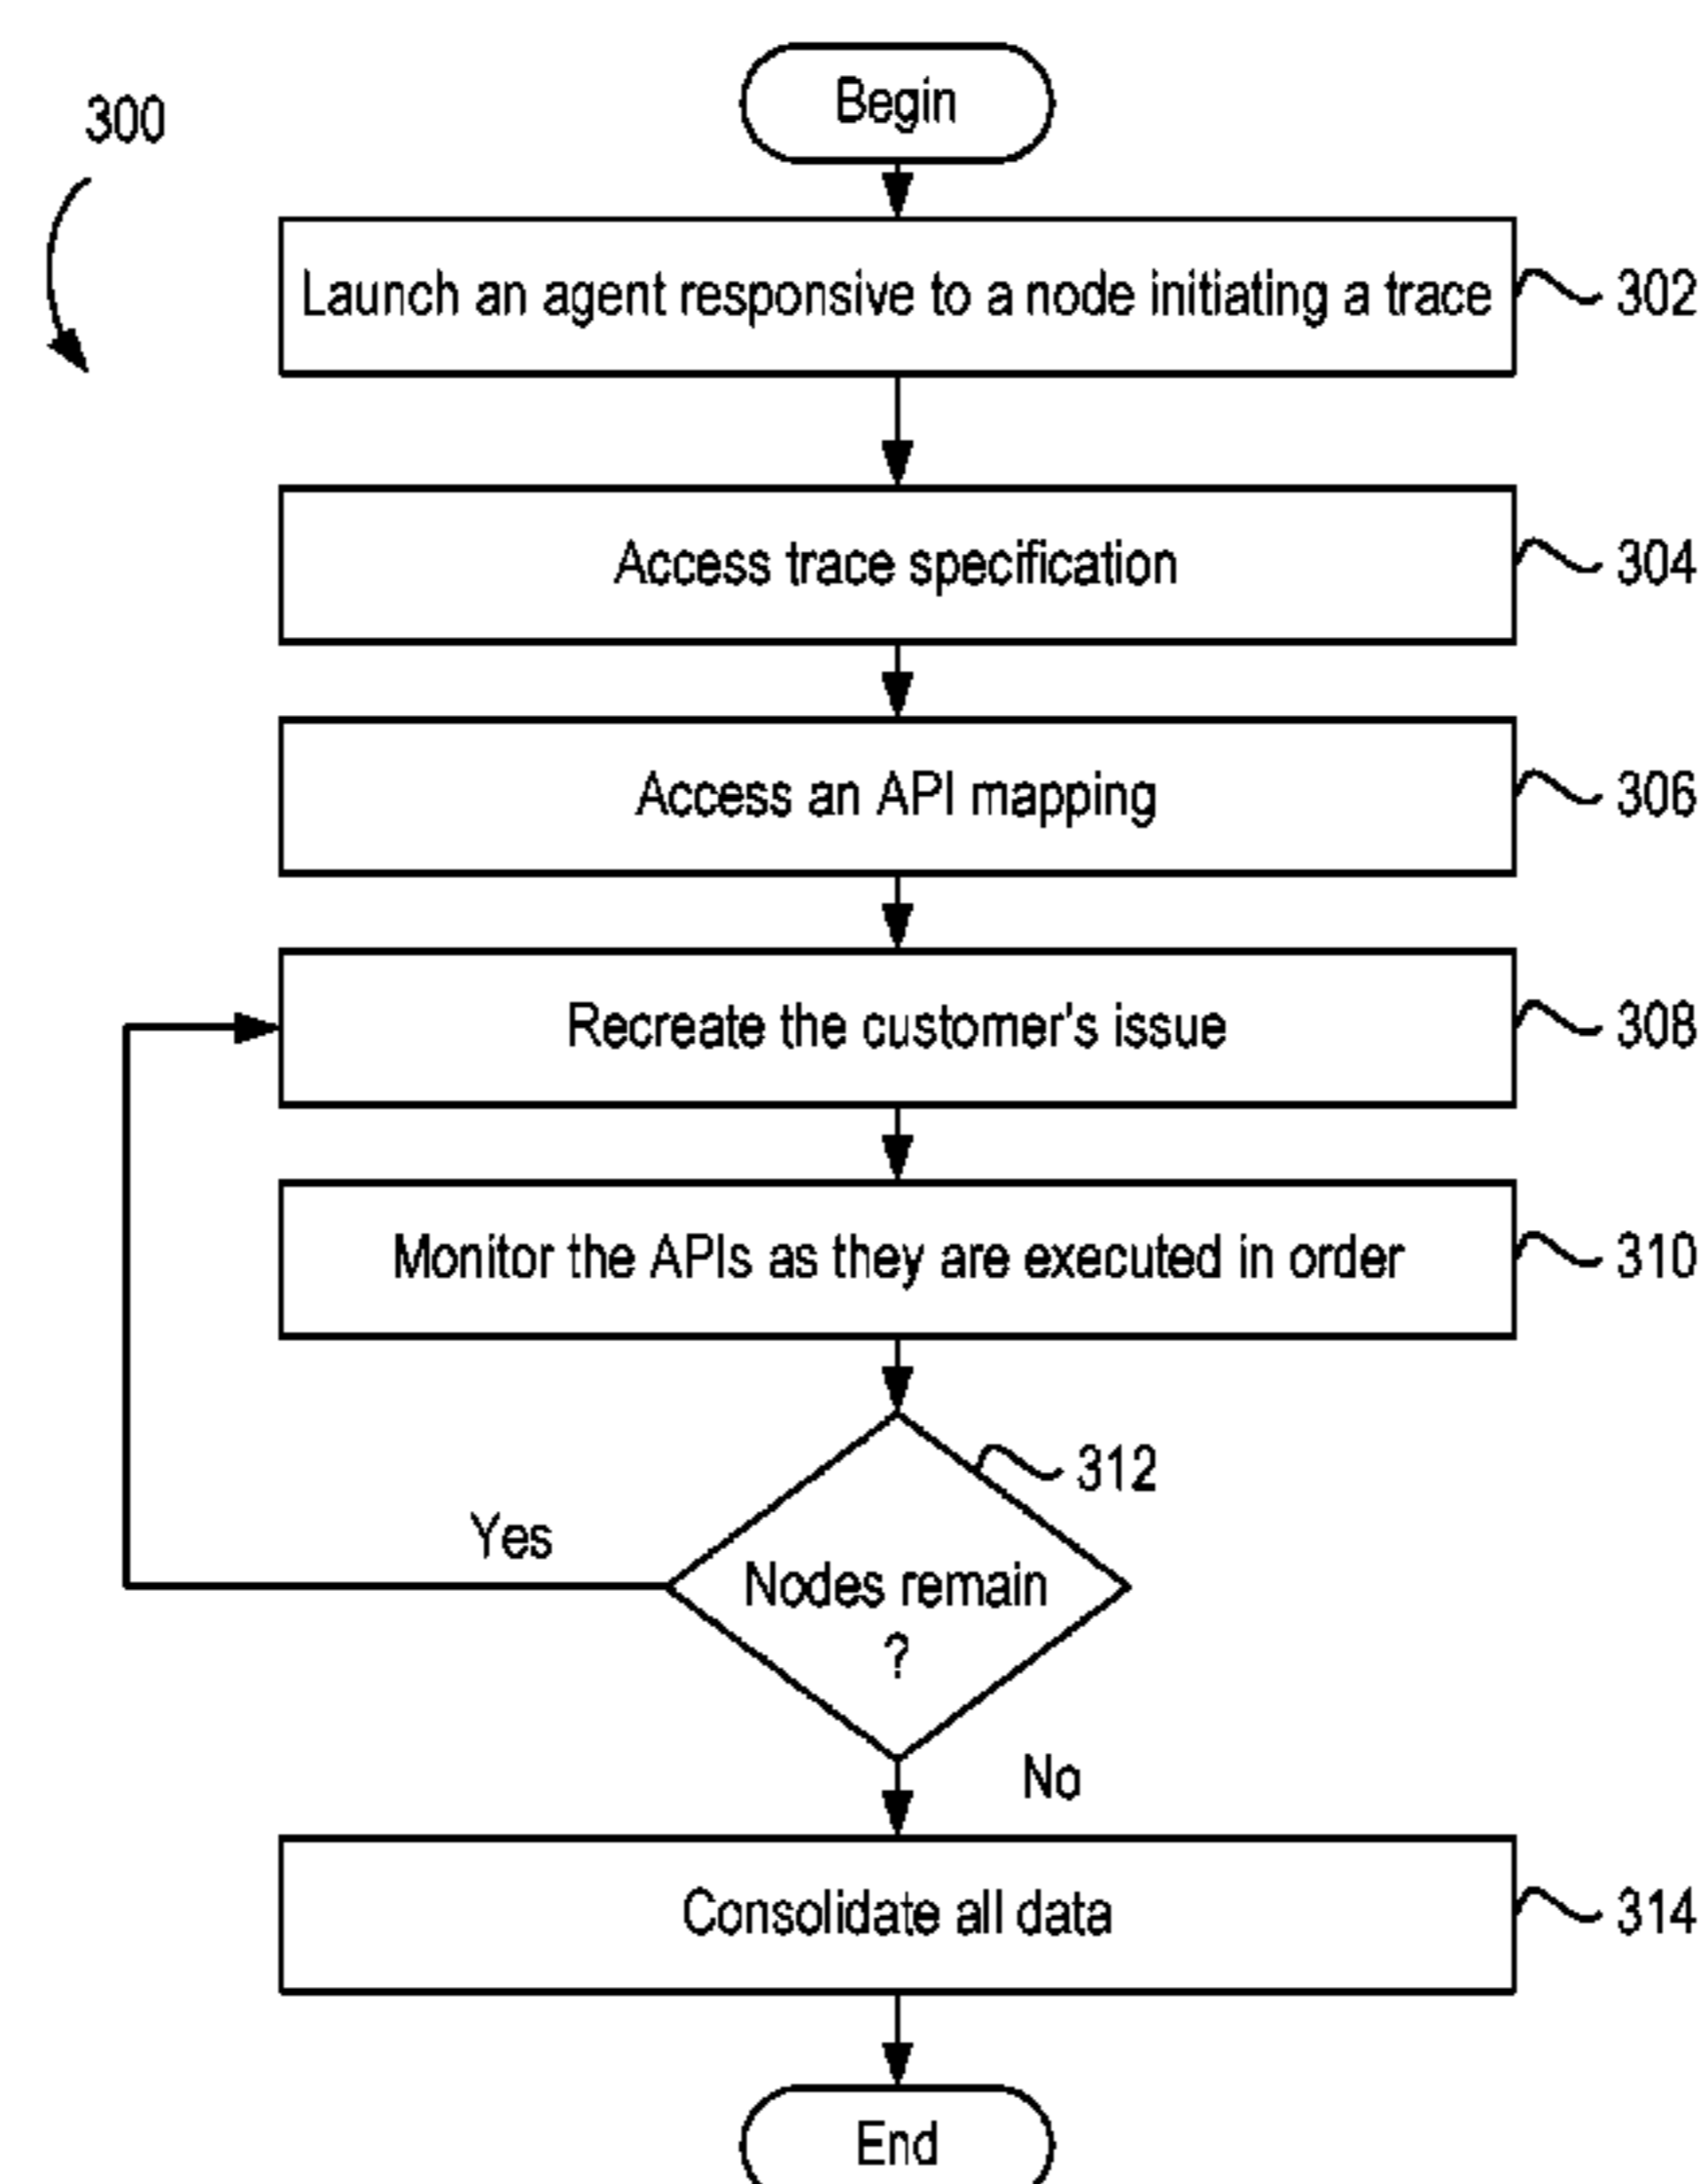 Begin
300
Launch an agent responsive to a node initiating a trace
302
Access trace specification
304
Access an API mapping
306
Recreate the customer's issue
308
Monitor the APIs as they are executed in order
310
312
Yes
Nodes remain
?
No
Consolidate all data
314
End